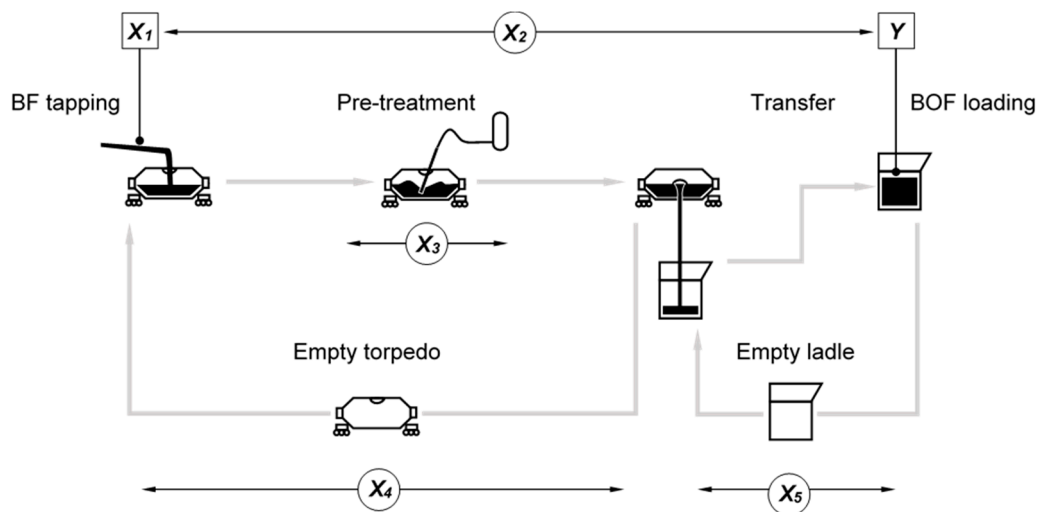 X1
X2
Y
BF tapping
Pre-treatment
Transfer
BOF loading
X3
Empty torpedo
Empty ladle
X4
X5